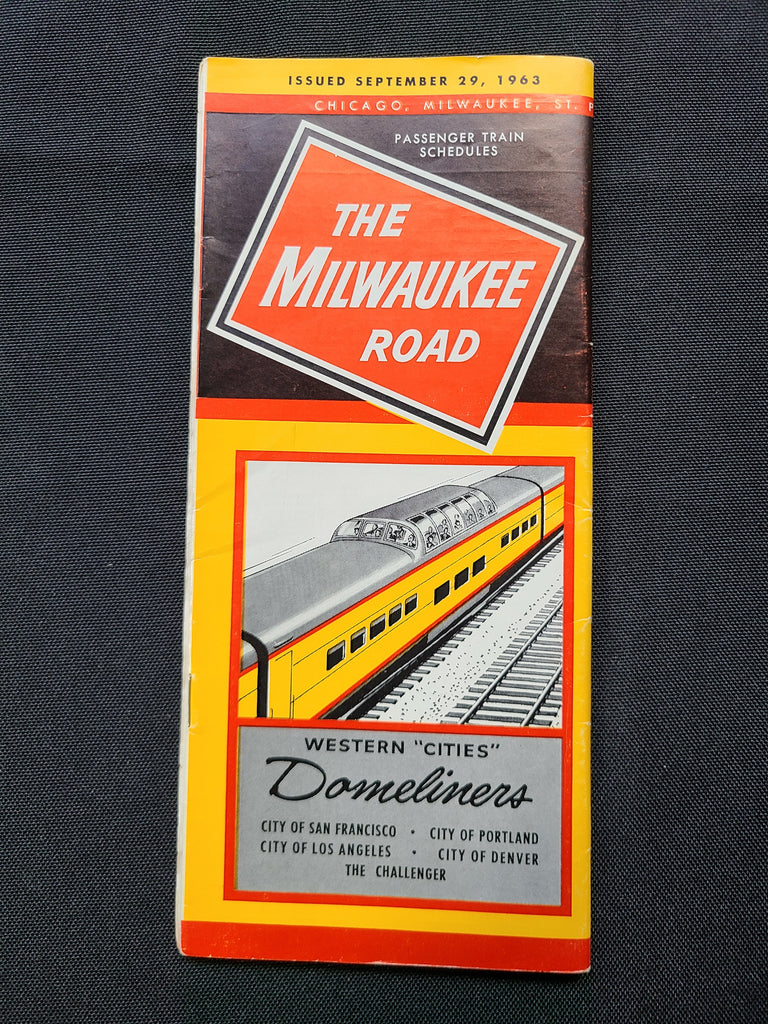 ISSUED SEPTEMBER 29, 1963
CHICAGO, MILWAUKEE, ST. P
PASSENGER TRAIN
SCHEDULES
THE
MILWAUKEE
ROAD
WESTERN "CITIES"
Domeliners
CITY OF SAN FRANCISCO • CITY OF PORTLAND
CITY OF LOS ANGELES • CITY OF DENVER
THE CHALLENGER